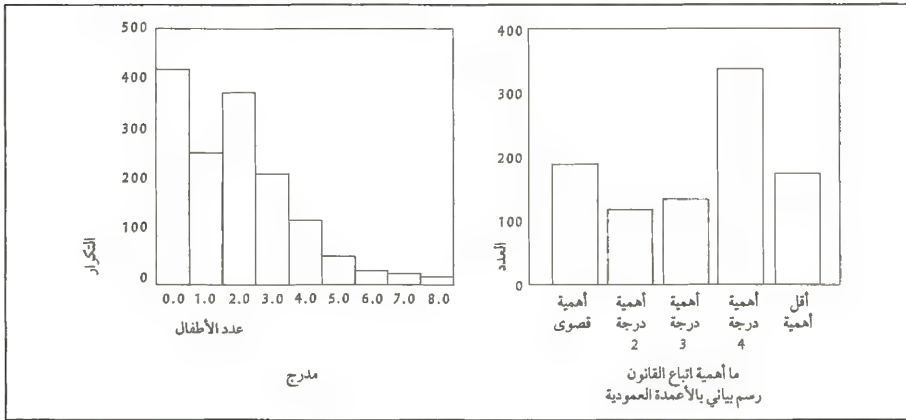 500
400
300
200
100
0
التكرار
0.0 1.0 2.0 3.0 4.0 5.0 6.0 7.0 8.0
عدد الأطفال
مدرج
400
300
200
100
0
العدد
أهمية قصوى
أهمية درجة 2
أهمية درجة 3
أهمية درجة 4
أقل أهمية
ما أهمية اتباع القانون
رسم بياني بالأعمدة العمودية